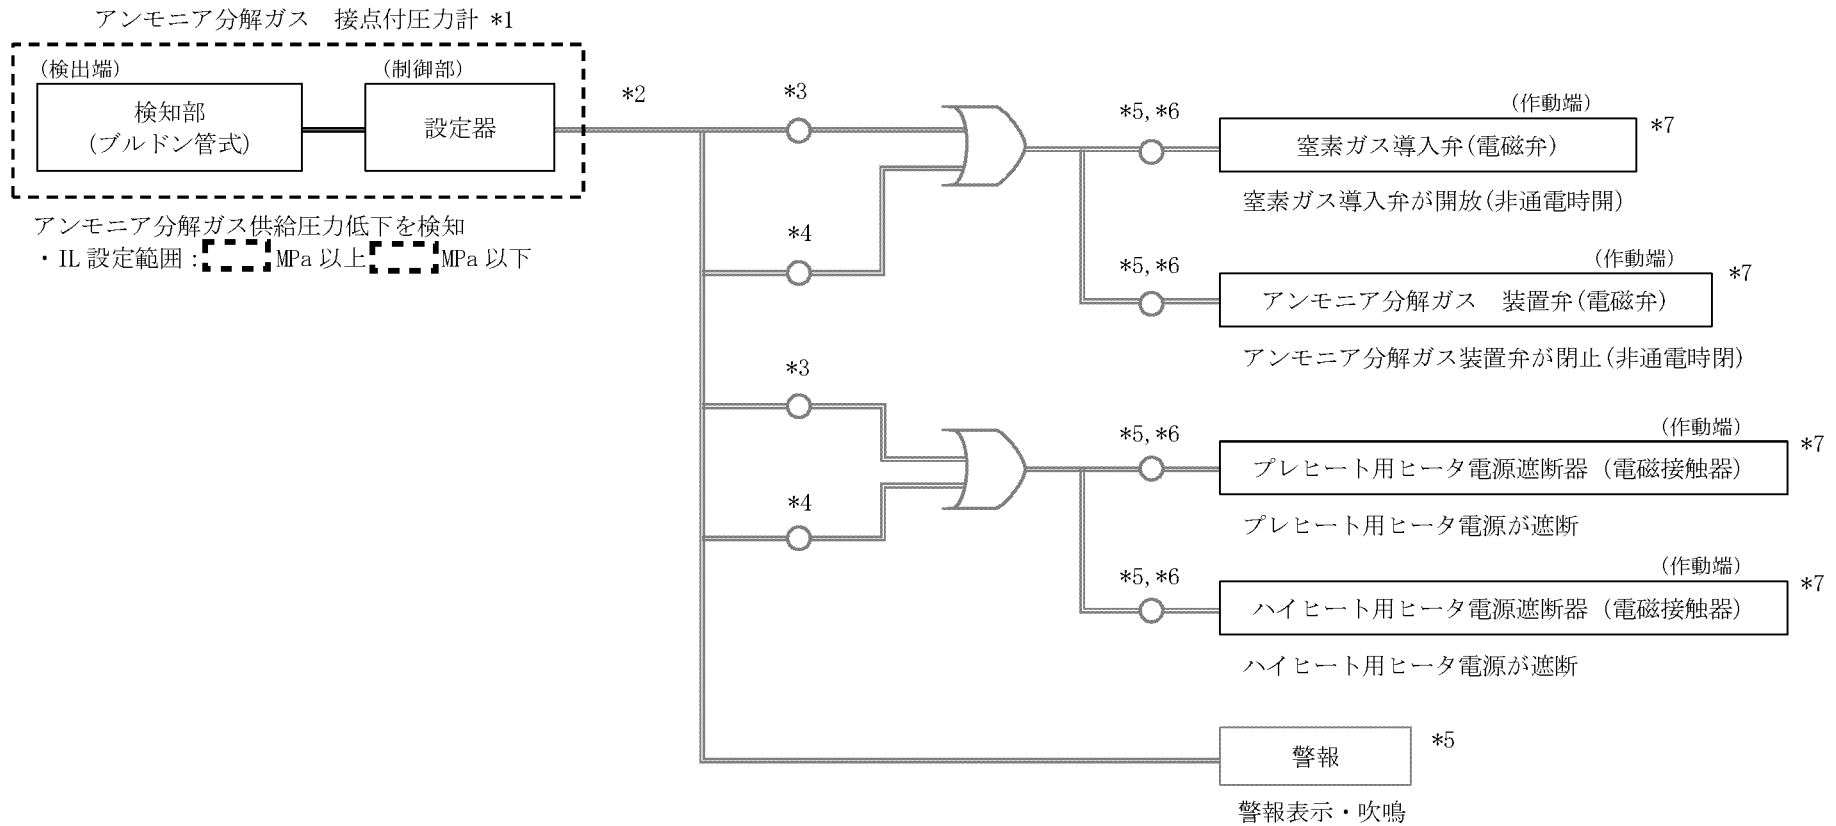 アンモニア分解ガス　接点付圧力計 *1
(検出端)
(制御部)
検知部
(ブルドン管式)
設定器
アンモニア分解ガス供給圧力低下を検知
・IL 設定範囲： MPa 以上 MPa 以下
*2
*3
*4
*3
*4
*5, *6
(作動端)
窒素ガス導入弁(電磁弁)
*7
窒素ガス導入弁が開放(非通電時開)
*5, *6
(作動端)
アンモニア分解ガス　装置弁(電磁弁)
*7
アンモニア分解ガス装置弁が閉止(非通電時閉)
*5, *6
(作動端)
プレヒート用ヒータ電源遮断器 (電磁接触器)
*7
プレヒート用ヒータ電源が遮断
*5, *6
(作動端)
ハイヒート用ヒータ電源遮断器 (電磁接触器)
*7
ハイヒート用ヒータ電源が遮断
警報
*5
警報表示・吹鳴